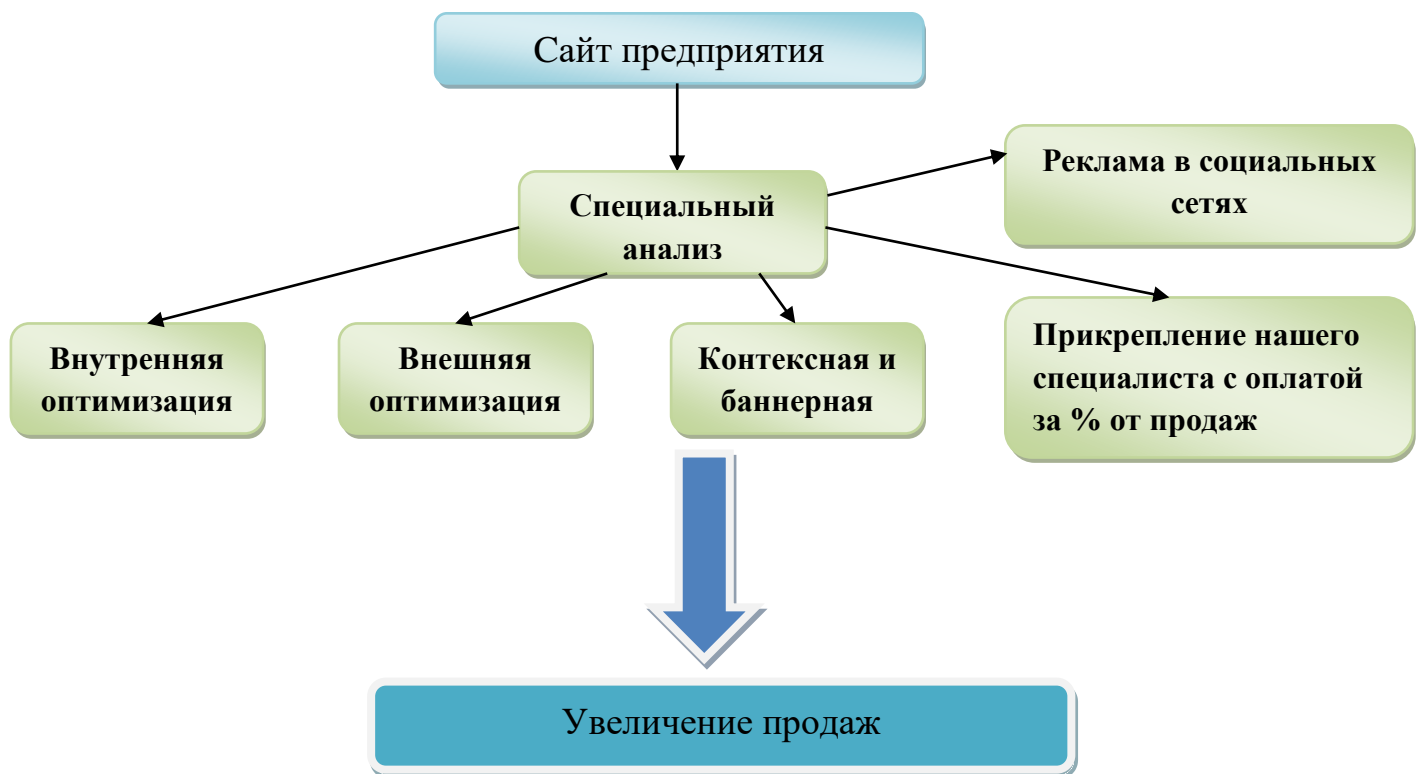 Сайт предприятия
Реклама в социальных
сетях
Специальный
анализ
Внутренняя
оптимизация
Внешняя
оптимизация
Контексная и
баннерная
Прикрепление нашего
специалиста с оплатой
за % от продаж
Увеличение продаж